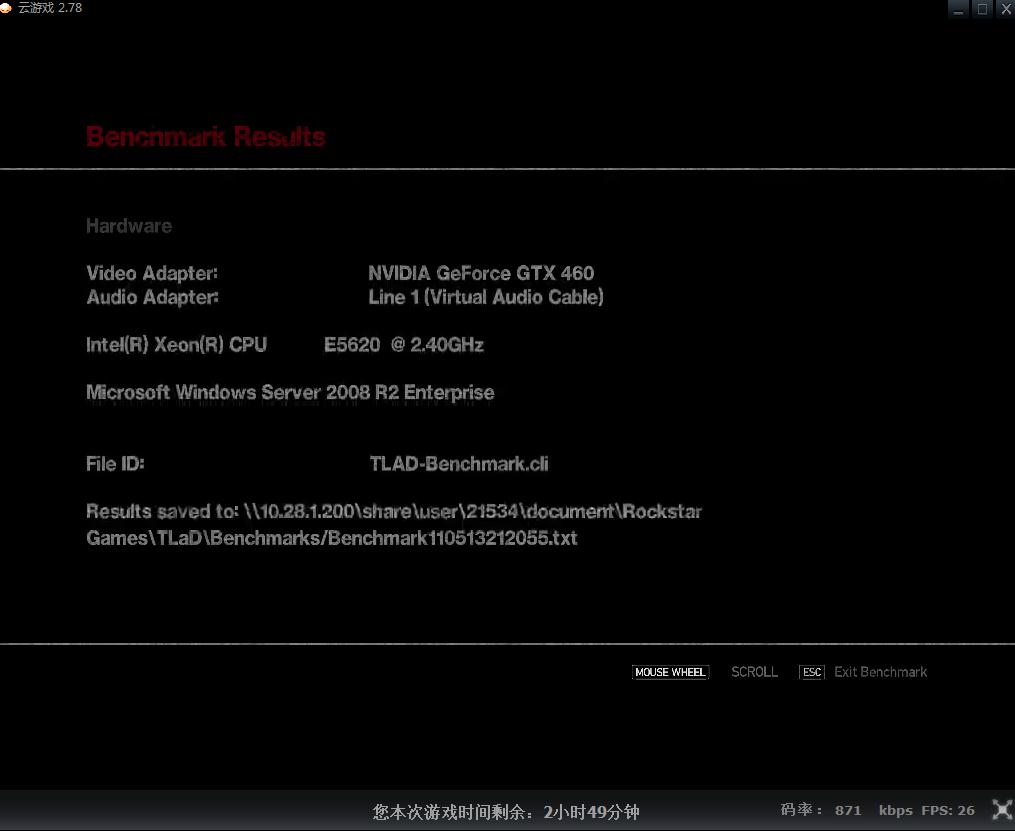 云游戏 2.78
Benchmark Results
Hardware
Video Adapter: NVIDIA GeForce GTX 460
Audio Adapter: Line 1 (Virtual Audio Cable)
Intel(R) Xeon(R) CPU E5620 @ 2.40GHz
Microsoft Windows Server 2008 R2 Enterprise
File ID: TLAD-Benchmark.cli
Results saved to: \\10.28.1.200\share\user\21534\document\Rockstar
Games\TLaD\Benchmarks/Benchmark110513212055.txt
MOUSE WHEEL SCROLL ESC Exit Benchmark
您本次游戏时间剩余：2小时49分钟 码率： 871 kbps FPS: 26